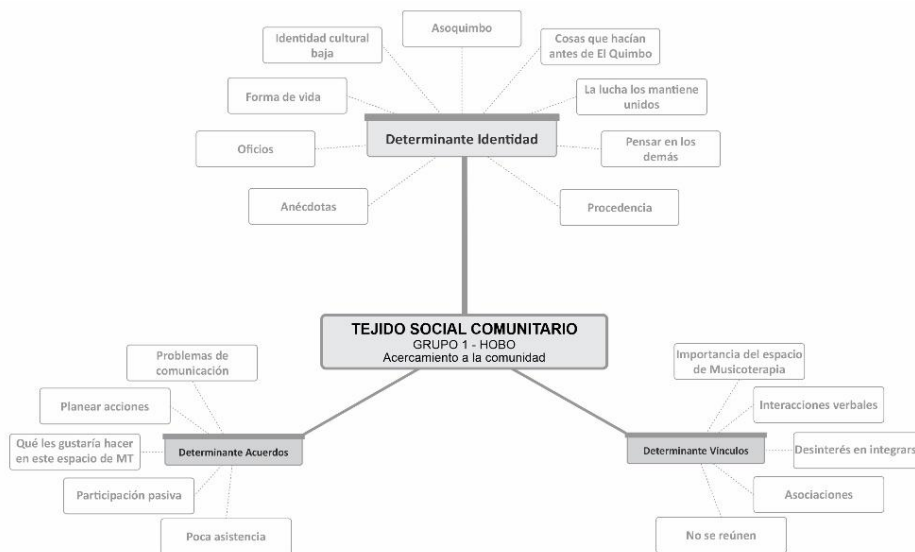 Asoquimbo
Identidad cultural
baja
Cosas que hacían
antes de El Quimbo
Forma de vida
La lucha los mantiene
unidos
Oficios
Determinante Identidad
Pensar en los
demás
Anécdotas
Procedencia
TEJIDO SOCIAL COMUNITARIO
GRUPO 1 - HOBO
Acercamiento a la comunidad
Problemas de
comunicación
Planear acciones
Qué les gustaría hacer
en este espacio de MT
Determinante Acuerdos
Participación pasiva
Poca asistencia
Importancia del espacio
de Musicoterapia
Interacciones verbales
Determinante Vínculos
Desinterés en integrars
Asociaciones
No se reúnen